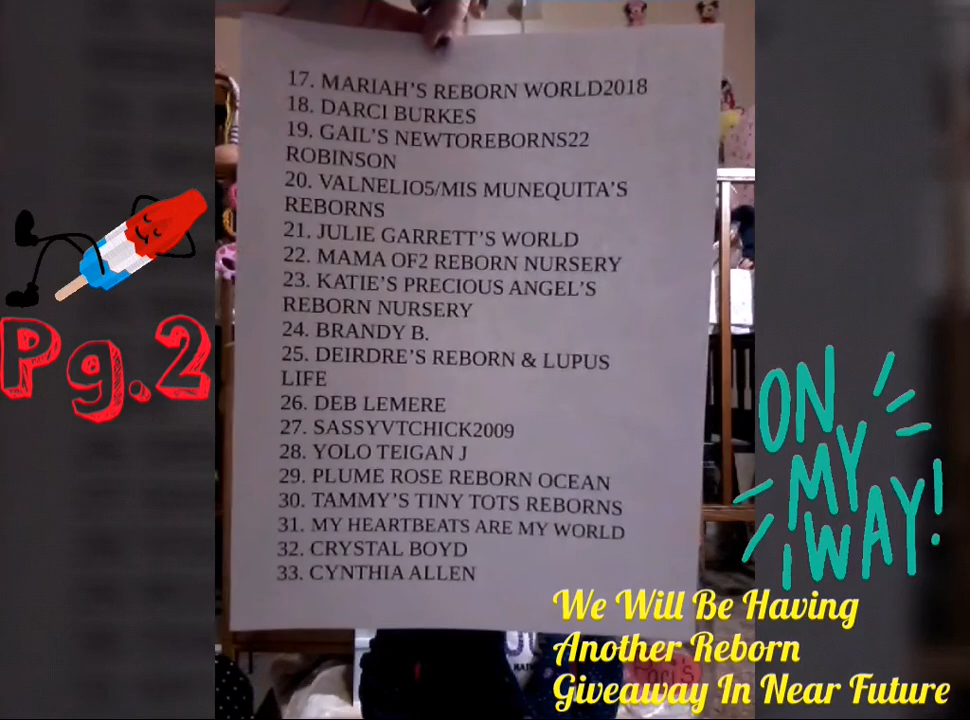 17. MARIAH'S REBORN WORLD2018
18. DARCI BURKES
19. GAIL'S NEWTOREBORNS22
ROBINSON
20. VALNELIO5/MIS MUNEQUITA'S
REBORNS
21. JULIE GARRETT'S WORLD
22. MAMA OF2 REBORN NURSERY
23. KATIE'S PRECIOUS ANGEL'S
REBORN NURSERY
24. BRANDY B.
25. DEIRDRE'S REBORN & LUPUS
LIFE
26. DEB LEMERE
27. SASSYVTCHICK2009
28. YOLO TEIGAN J
29. PLUME ROSE REBORN OCEAN
30. TAMMY'S TINY TOTS REBORNS
31. MY HEARTBEATS ARE MY WORLD
32. CRYSTAL BOYD
33. CYNTHIA ALLEN
Pg.2
ON
MY
WAY!
We Will Be Having
Another Reborn
Giveaway In Near Future